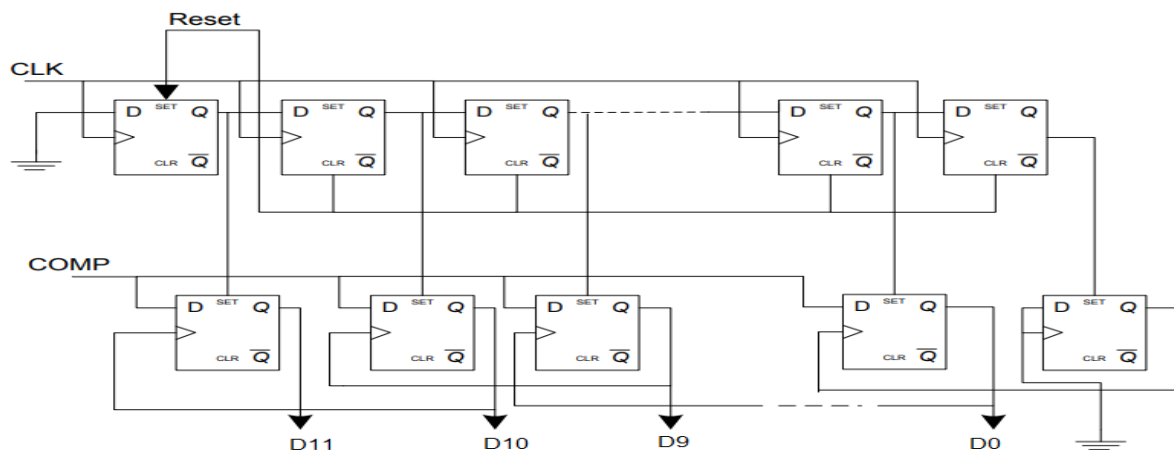 Reset
CLK
D SET Q D SET Q D SET Q D SET Q D SET Q
CLR Q CLR Q CLR Q CLR Q CLR Q
COMP
D SET Q D SET Q D SET Q D SET Q D SET Q
CLR Q CLR Q CLR Q CLR Q CLR Q
D11 D10 D9 D0